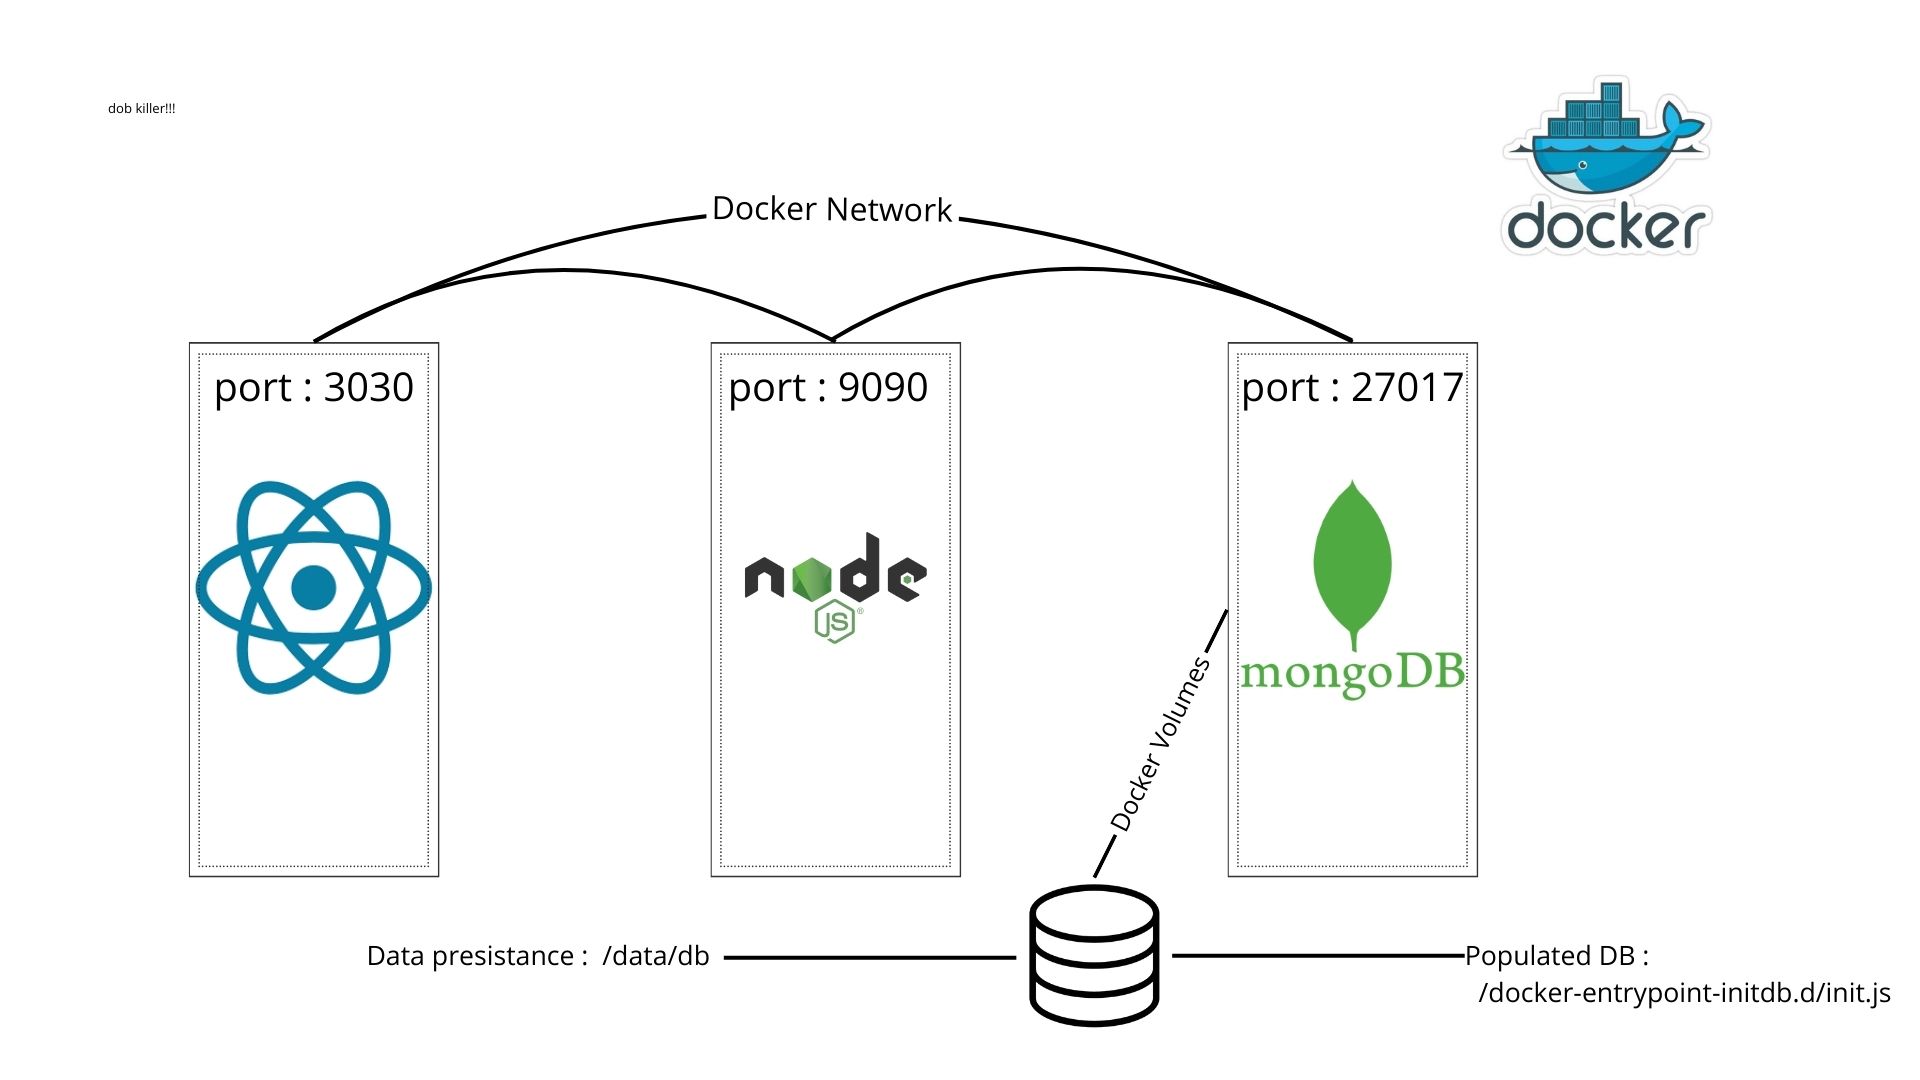 dob killer!!!
docker
Docker Network
port : 3030
port : 9090
port : 27017
node
JS
®
mongoDB
Docker Volumes
Data presistance : /data/db
Populated DB :
/docker-entrypoint-initdb.d/init.js